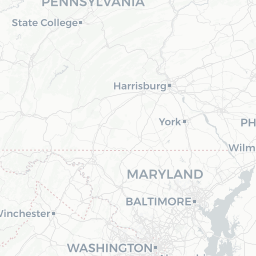 PENNSYLVANIA
State College
Harrisburg
York
PH
Wilm
MARYLAND
BALTIMORE
Winchester
WASHINGTON